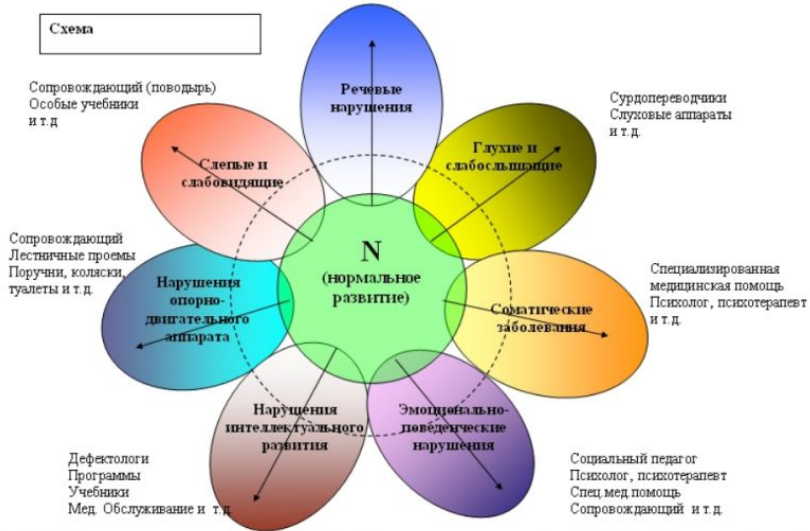 Схема
Речевые
нарушения
Сопровождающий (поводырь)
Особые учебники
и т.д
Слепые и
слабовидящие
Сурдопереводчики
Слуховые аппараты
и т.д.
Глухие и
слабослышащие
N
(нормальное
развитие)
Сопровождающий
Лестничные проемы
Поручни, коляски,
туалеты и т.д.
Нарушения
опорно-
двигательного
аппарата
Специализированная
медицинская помощь
Психолог, психотерапевт
и т.д.
Соматические
заболевания
Нарушения
интеллектуального
развития
Эмоционально-
поведенческие
нарушения
Дефектологи
Программы
Учебники
Мед. Обслуживание и т.д.
Социальный педагог
Психолог, психотерапевт
Спец.мед.помощь
Сопровождающий и т.д.